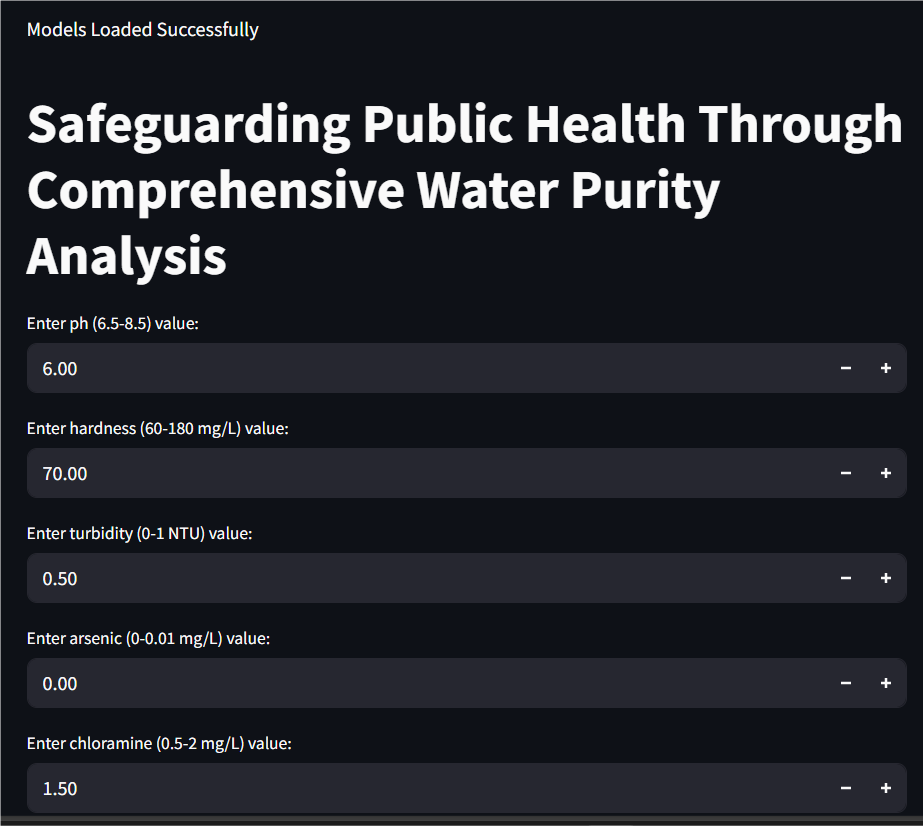 Models Loaded Successfully
Safeguarding Public Health Through
Comprehensive Water Purity
Analysis
Enter ph (6.5-8.5) value:
6.00
Enter hardness (60-180 mg/L) value:
70.00
Enter turbidity (0-1 NTU) value:
0.50
Enter arsenic (0-0.01 mg/L) value:
0.00
Enter chloramine (0.5-2 mg/L) value:
1.50